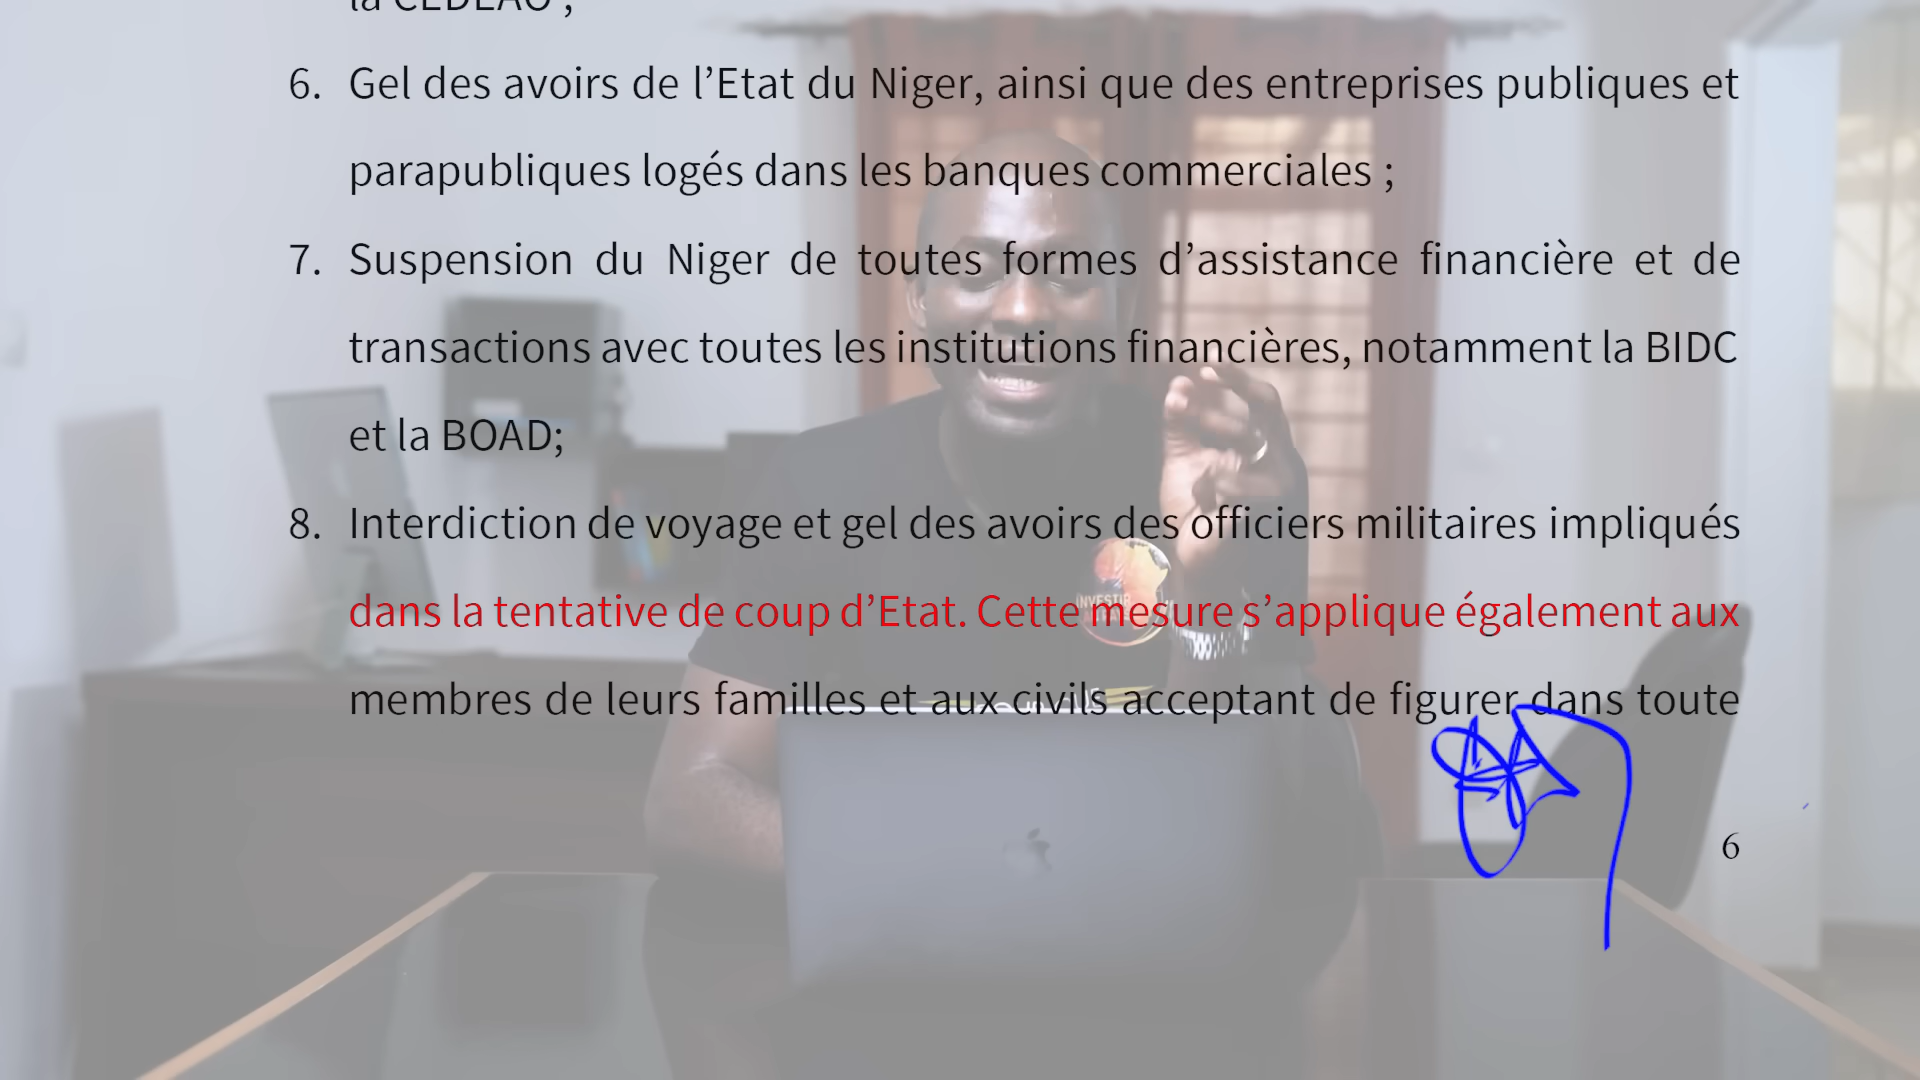 la CEDEAO ;
6. Gel des avoirs de l’Etat du Niger, ainsi que des entreprises publiques et
parapubliques logés dans les banques commerciales ;
7. Suspension du Niger de toutes formes d’assistance financière et de
transactions avec toutes les institutions financières, notamment la BIDC
et la BOAD;
8. Interdiction de voyage et gel des avoirs des officiers militaires impliqués
dans la tentative de coup d’Etat. Cette mesure s’applique également aux
membres de leurs familles et aux civils acceptant de figurer dans toute
6
INVESTIR